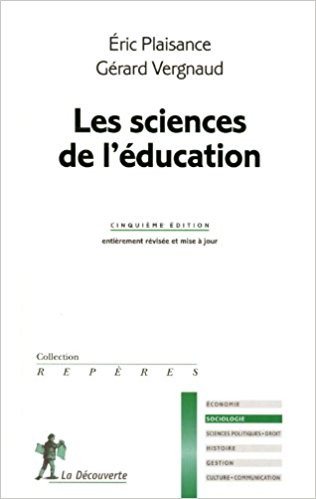 Éric Plaisance
Gérard Vergnaud
Les sciences
de l'éducation
CINQUIÈME ÉDITION
entièrement révisée et mise à jour
Collection
REPÈRES
ÉCONOMIE
SOCIOLOGIE
SCIENCES POLITIQUES • DROIT
HISTOIRE
GESTION
CULTURE • COMMUNICATION
La Découverte